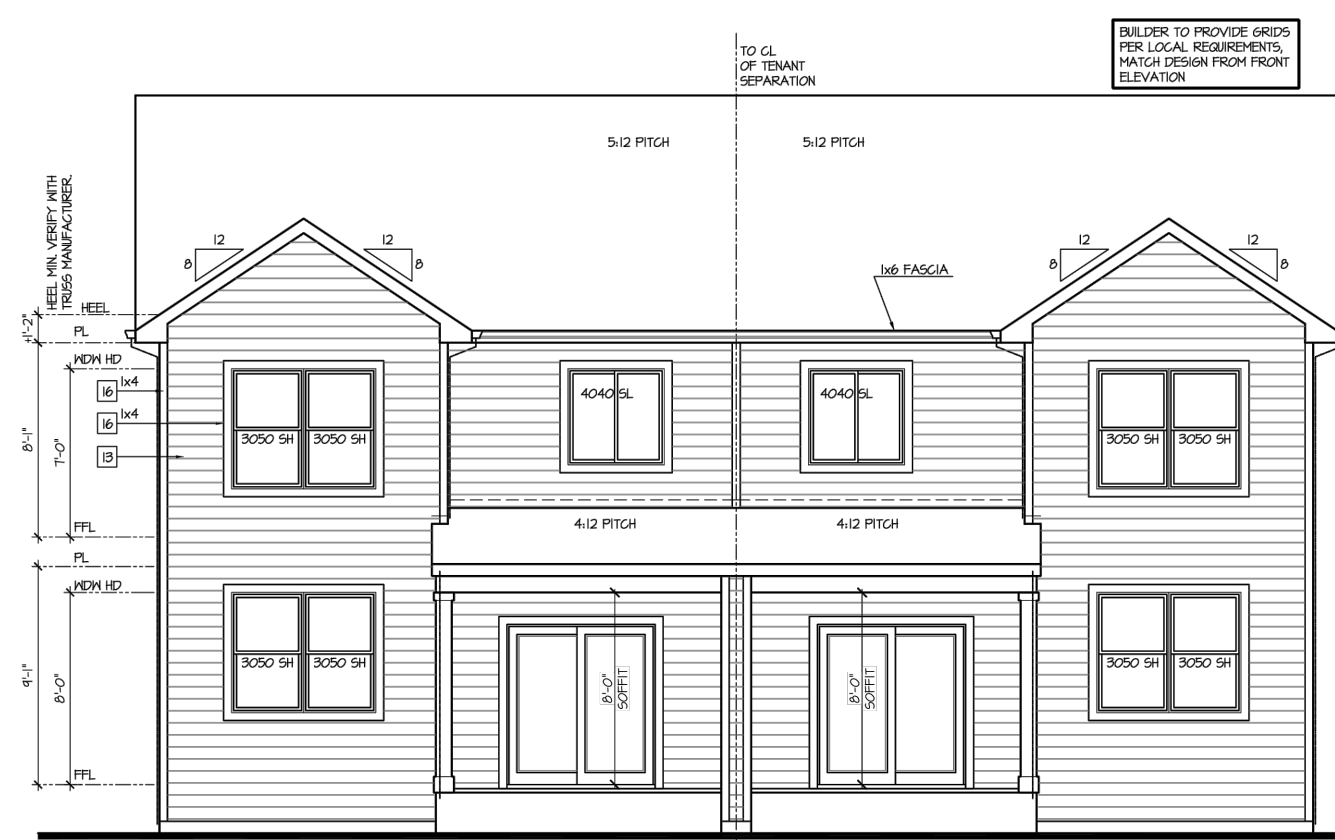 BUILDER TO PROVIDE GRIDS
PER LOCAL REQUIREMENTS,
MATCH DESIGN FROM FRONT
ELEVATION
TO CL
OF TENANT
SEPARATION
5:12 PITCH
5:12 PITCH
HEEL MIN. VERIFY WITH
TRUSS MANUFACTURER.
12
8
12
8
12
8
12
8
1x6 FASCIA
HEEL
±1'-2"
PL
WDW HD
16
1x4
16
1x4
13
8'-1"
7'-0"
3050 SH
3050 SH
4040 SL
4040 SL
3050 SH
3050 SH
FFL
4:12 PITCH
4:12 PITCH
PL
WDW HD
9'-1"
8'-0"
3050 SH
3050 SH
8'-0"
SOFFIT
8'-0"
SOFFIT
3050 SH
3050 SH
FFL